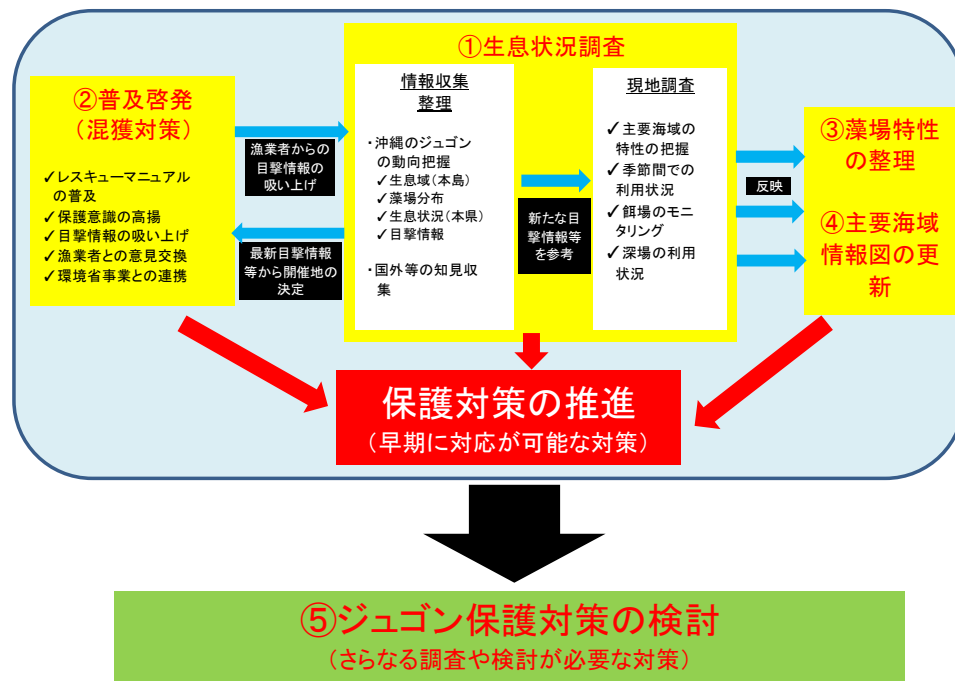 ①生息状況調査
②普及啓発
（混獲対策）
✓レスキューマニュアル
の普及
✓保護意識の高揚
✓目撃情報の吸い上げ
✓漁業者との意見交換
✓環境省事業との連携
漁業者からの
目撃情報の
吸い上げ
最新目撃情報
等から開催地の
決定
情報収集
整理
・沖縄のジュゴン
の動向把握
✓生息域（本島）
✓藻場分布
✓生息状況（本県）
✓目撃情報
・国外等の知見収
集
新たな目
撃情報等
を参考
現地調査
✓主要海域の
特性の把握
✓季節間での
利用状況
✓餌場のモニ
タリング
✓深場の利用
状況
反映
③藻場特性
の整理
④主要海域
情報図の更
新
保護対策の推進
（早期に対応が可能な対策）
⑤ジュゴン保護対策の検討
（さらなる調査や検討が必要な対策）